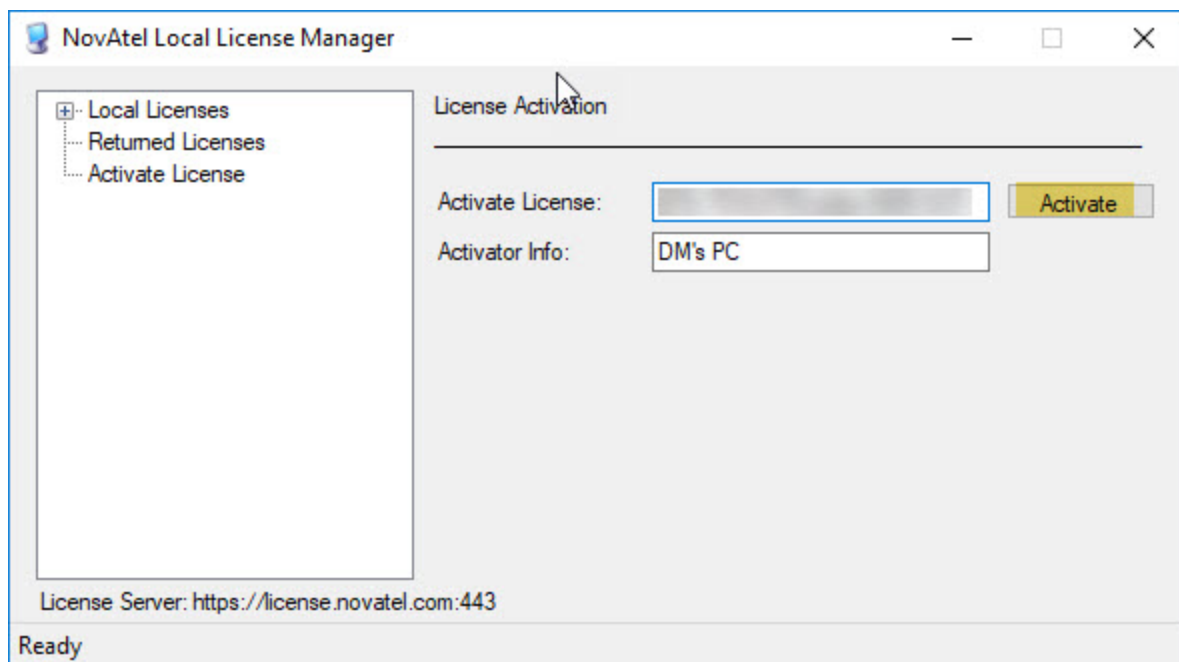 NovAtel Local License Manager
Local Licenses
Returned Licenses
Activate License
License Activation
Activate License:
Activate
Activator Info:
DM's PC
License Server: https://license.novatel.com:443
Ready